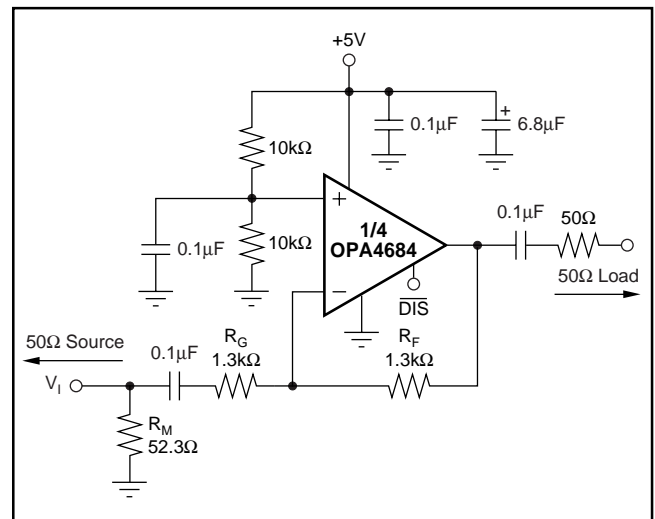 +5V
0.1µF
+
6.8µF
10kΩ
0.1µF
10kΩ
+
1/4
OPA4684
−
DIS
0.1µF
50Ω
50Ω Load
50Ω Source
V_I
0.1µF
R_G
1.3kΩ
R_F
1.3kΩ
R_M
52.3Ω